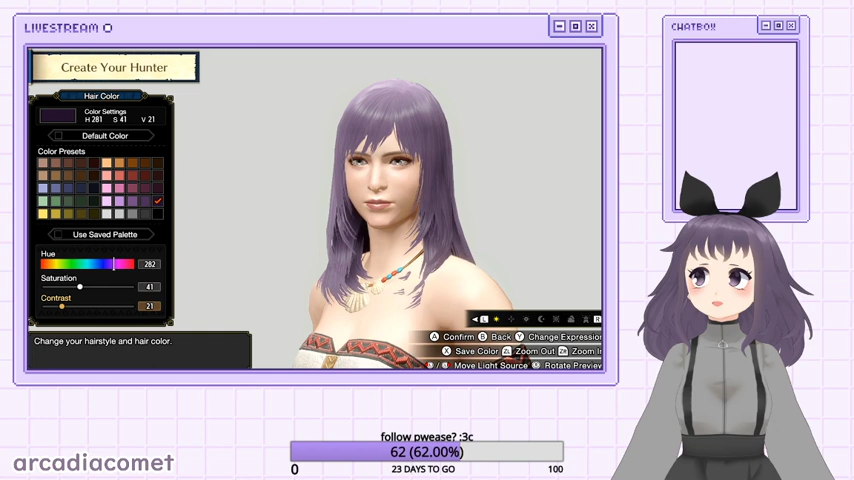 LIVESTREAM
CHATBOX
Create Your Hunter
Hair Color
Color Settings
H 281 S 41 V 21
Default Color
Color Presets
Use Saved Palette
Hue
282
Saturation
41
Contrast
21
L
R
A Confirm B Back Y Change Expression
X Save Color ZL Zoom Out ZR Zoom In
Move Light Source Rotate Preview
Change your hairstyle and hair color.
follow pwease? :3c
62 (62.00%)
0
23 DAYS TO GO
100
arcadiacomet